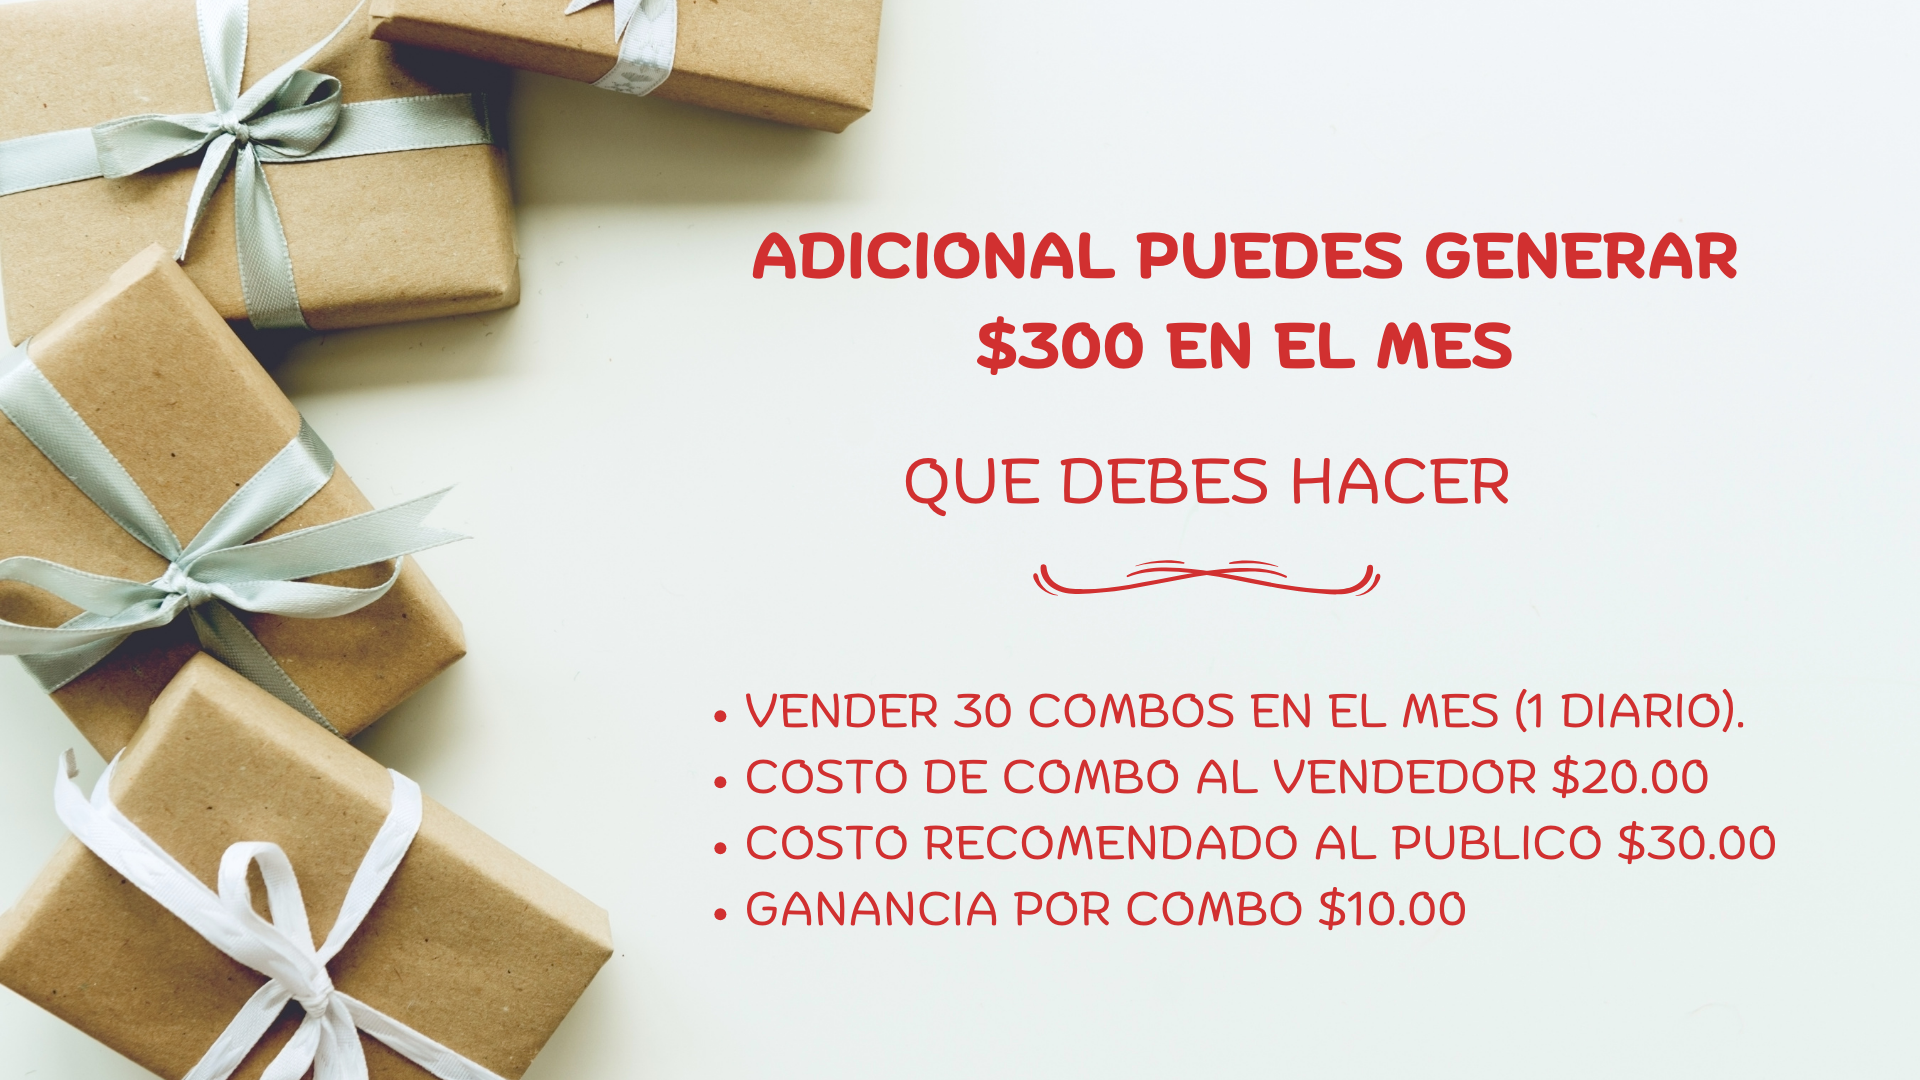 ADICIONAL PUEDES GENERAR
$300 EN EL MES
QUE DEBES HACER
• VENDER 30 COMBOS EN EL MES (1 DIARIO).
• COSTO DE COMBO AL VENDEDOR $20.00
• COSTO RECOMENDADO AL PUBLICO $30.00
• GANANCIA POR COMBO $10.00